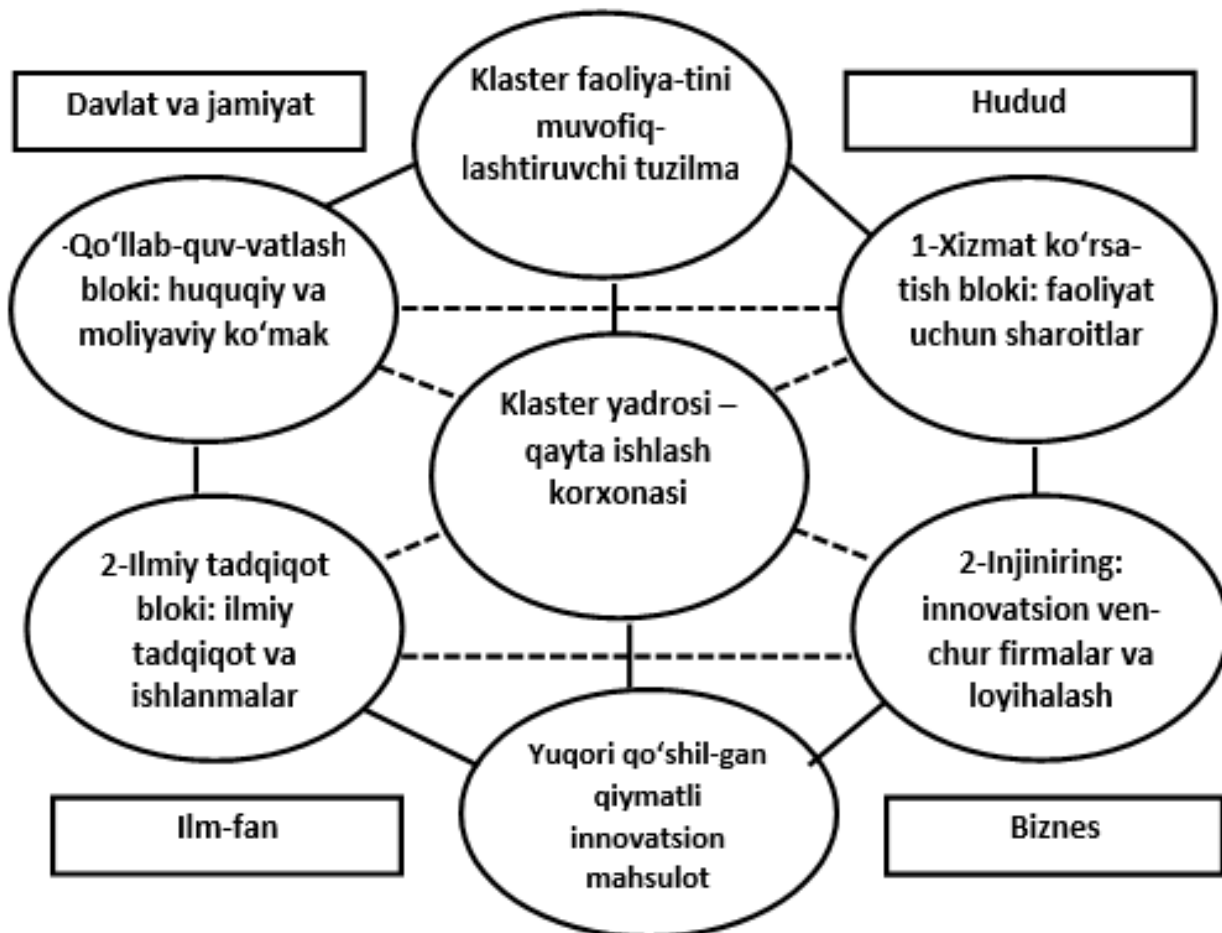 Davlat va jamiyat
Klaster faoliya-tini
muvofiq-
lashtiruvchi tuzilma
Hudud
-Qo‘llab-quv-vatlash
bloki: huquqiy va
moliyaviy ko‘mak
1-Xizmat ko‘rsa-
tish bloki: faoliyat
uchun sharoitlar
Klaster yadrosi –
qayta ishlash
korxonasi
2-Ilmiy tadqiqot
bloki: ilmiy
tadqiqot va
ishlanmalar
2-Injiniring:
innovatsion ven-
chur firmalar va
loyihalash
Yuqori qo‘shil-gan
qiymatli
innovatsion
mahsulot
Ilm-fan
Biznes